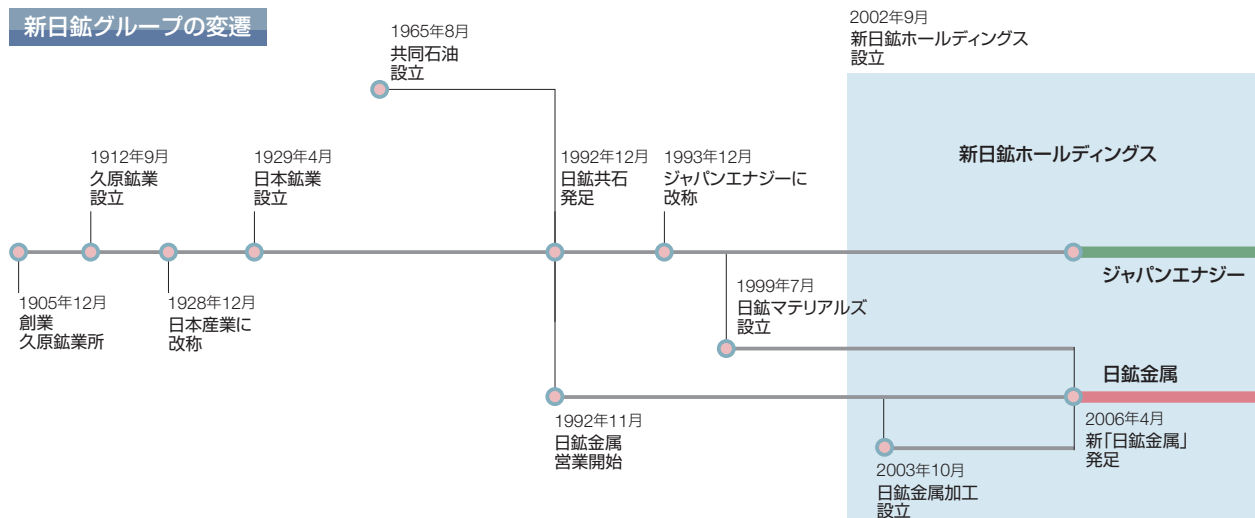 新日鉱グループの変遷
1965年8月
共同石油
設立
2002年9月
新日鉱ホールディングス
設立
1912年9月
久原鉱業
設立
1929年4月
日本鉱業
設立
1992年12月
日鉱共石
発足
1993年12月
ジャパンエナジーに
改称
新日鉱ホールディングス
ジャパンエナジー
1905年12月
創業
久原鉱業所
1928年12月
日本産業に
改称
1999年7月
日鉱マテリアルズ
設立
日鉱金属
1992年11月
日鉱金属
営業開始
2006年4月
新「日鉱金属」
発足
2003年10月
日鉱金属加工
設立